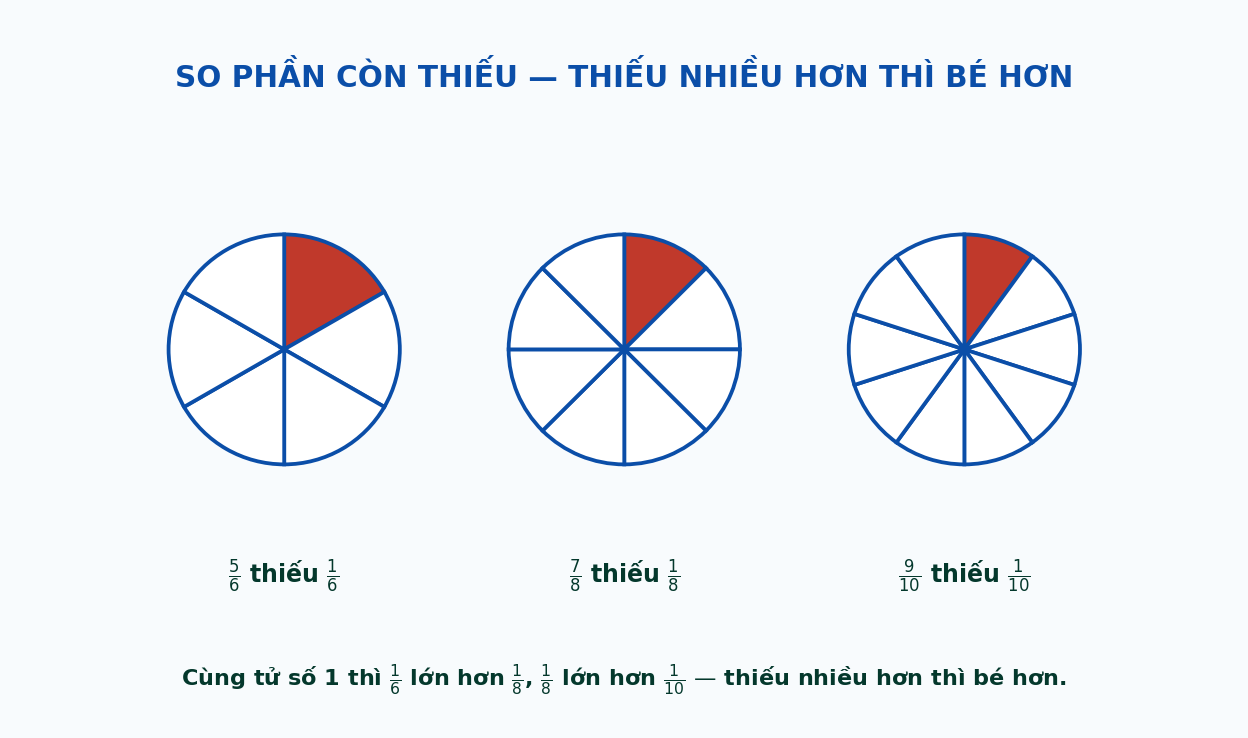 SO PHẦN CÒN THIẾU — THIẾU NHIỀU HƠN THÌ BÉ HƠN
5/6 thiếu 1/6
7/8 thiếu 1/8
9/10 thiếu 1/10
Cùng tử số 1 thì 1/6 lớn hơn 1/8, 1/8 lớn hơn 1/10 — thiếu nhiều hơn thì bé hơn.